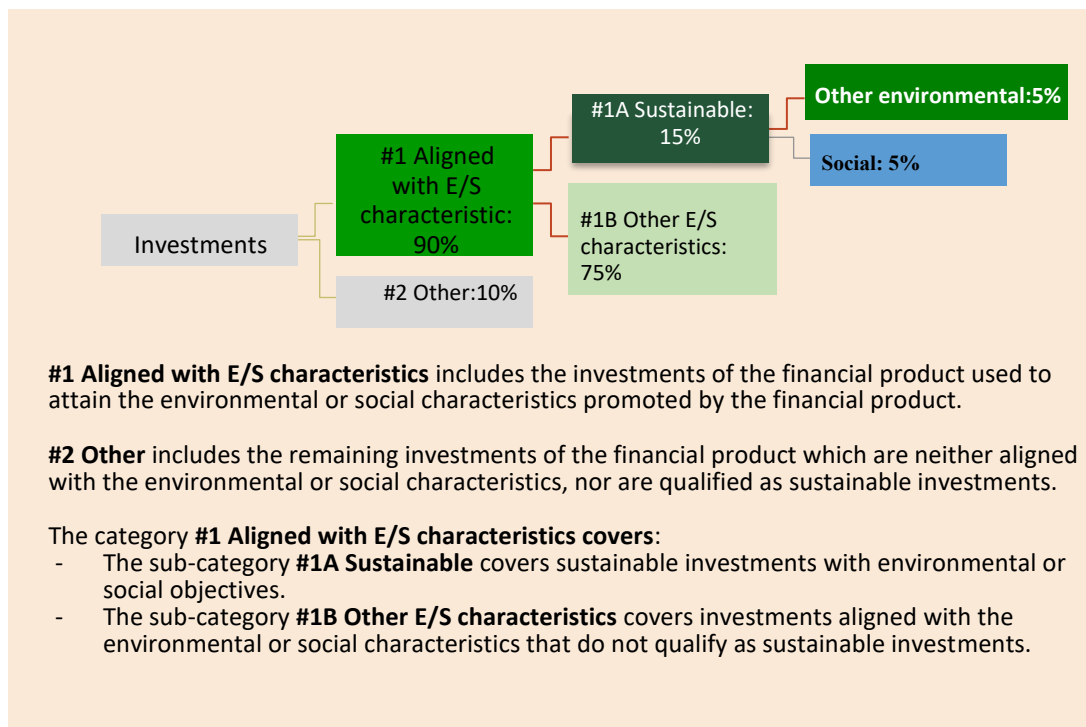 Investments
#1 Aligned
with E/S
characteristic:
90%
#2 Other:10%
#1A Sustainable:
15%
#1B Other E/S
characteristics:
75%
Other environmental:5%
Social: 5%
#1 Aligned with E/S characteristics includes the investments of the financial product used to
attain the environmental or social characteristics promoted by the financial product.
#2 Other includes the remaining investments of the financial product which are neither aligned
with the environmental or social characteristics, nor are qualified as sustainable investments.
The category #1 Aligned with E/S characteristics covers:
- The sub-category #1A Sustainable covers sustainable investments with environmental or
social objectives.
- The sub-category #1B Other E/S characteristics covers investments aligned with the
environmental or social characteristics that do not qualify as sustainable investments.